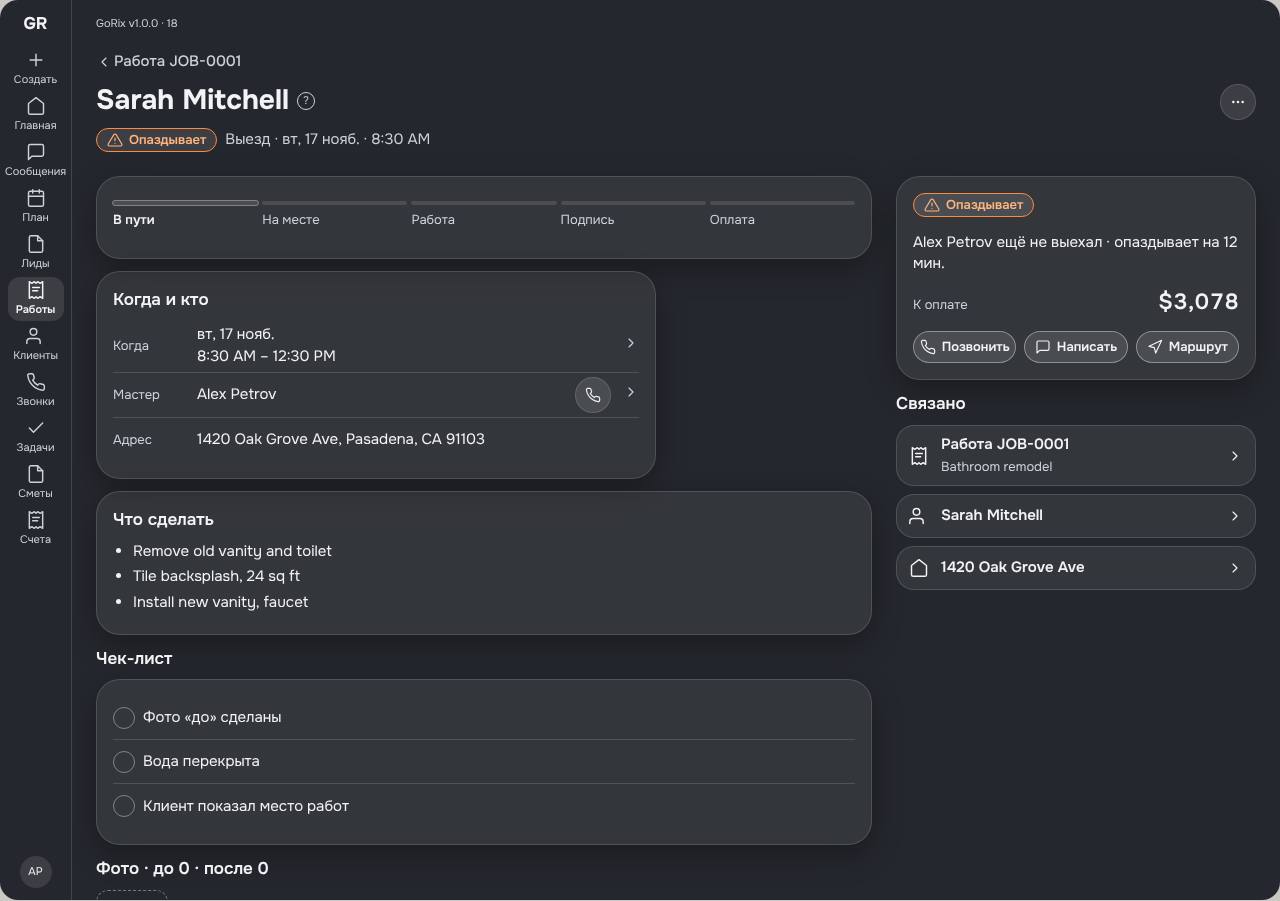 GR
GoRix v1.0.0 · 18
Создать
Главная
Сообщения
План
Лиды
Работы
Клиенты
Звонки
Задачи
Сметы
Счета
AP
Работа JOB-0001
Sarah Mitchell ?
Опаздывает Выезд · вт, 17 нояб. · 8:30 AM
В пути На месте Работа Подпись Оплата
Когда и кто
Когда вт, 17 нояб.
8:30 AM – 12:30 PM
Мастер Alex Petrov
Адрес 1420 Oak Grove Ave, Pasadena, CA 91103
Что сделать
• Remove old vanity and toilet
• Tile backsplash, 24 sq ft
• Install new vanity, faucet
Чек-лист
Фото «до» сделаны
Вода перекрыта
Клиент показал место работ
Фото · до 0 · после 0
Опаздывает
Alex Petrov ещё не выехал · опаздывает на 12
мин.
К оплате $3,078
Позвонить Написать Маршрут
Связано
Работа JOB-0001
Bathroom remodel
Sarah Mitchell
1420 Oak Grove Ave